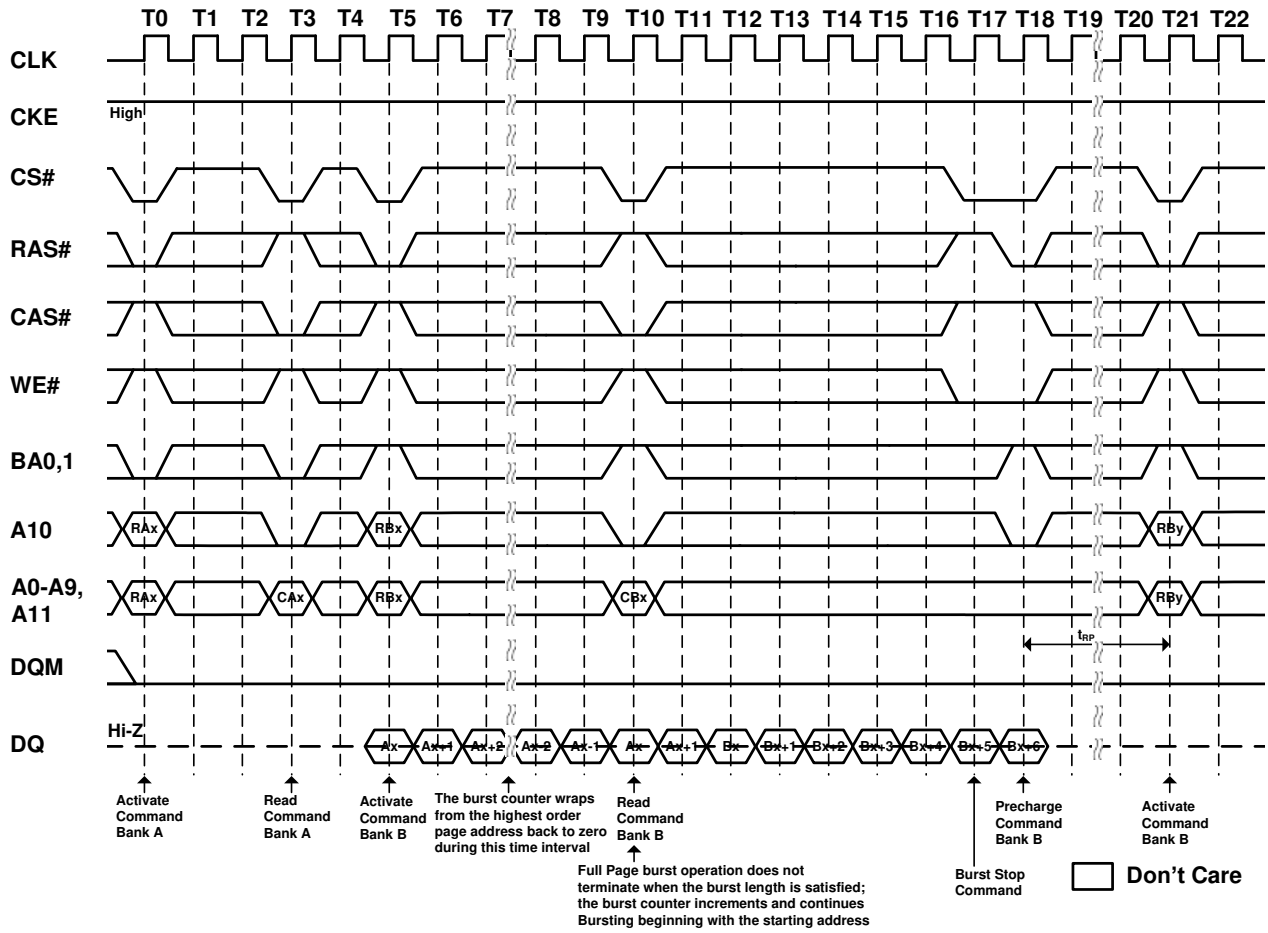 T0 T1 T2 T3 T4 T5 T6 T7 T8 T9 T10 T11 T12 T13 T14 T15 T16 T17 T18 T19 T20 T21 T22
CLK
CKE
High
CS#
RAS#
CAS#
WE#
BA0,1
A10
RAx RBx RBy
A0-A9,
A11
RAx CAx RBx CBx RBy
tRP
DQM
DQ
Hi-Z
Ax Ax+1 Ax+2 Ax-2 Ax-1 Ax Ax+1 Bx Bx+1 Bx+2 Bx+3 Bx+4 Bx+5 Bx+6
Activate
Command
Bank A
Read
Command
Bank A
Activate
Command
Bank B
The burst counter wraps
from the highest order
page address back to zero
during this time interval
Read
Command
Bank B
Full Page burst operation does not
terminate when the burst length is satisfied;
the burst counter increments and continues
Bursting beginning with the starting address
Burst Stop
Command
Precharge
Command
Bank B
Activate
Command
Bank B
Don't Care